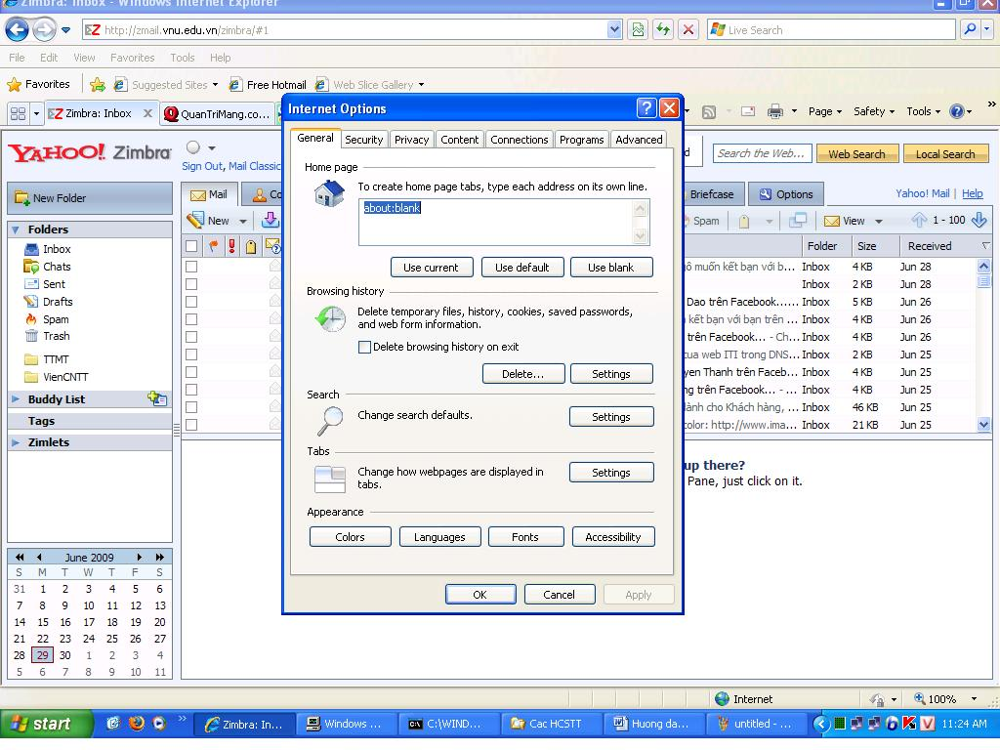 Zimbra: Inbox - Windows Internet Explorer
http://zmail.vnu.edu.vn/zimbra/#1
Live Search
File Edit View Favorites Tools Help
Favorites Suggested Sites Free Hotmail Web Slice Gallery
Zimbra: Inbox QuanTriMang.co... Page Safety Tools
YAHOO! Zimbra
Sign Out, Mail Classic
Search the Web... Web Search Local Search
New Folder
Mail Co Briefcase Options Yahoo! Mail | Help
New Spam View 1 - 100
Folder Size Received
Folders
Inbox
Chats
Sent
Drafts
Spam
Trash
TTMT
VienCNTT
Buddy List
Tags
Zimlets
June 2009
S M T W T F S
31 1 2 3 4 5 6
7 8 9 10 11 12 13
14 15 16 17 18 19 20
21 22 23 24 25 26 27
28 29 30 1 2 3 4
5 6 7 8 9 10 11
Internet Options
General Security Privacy Content Connections Programs Advanced
Home page
To create home page tabs, type each address on its own line.
about:blank
Use current Use default Use blank
Browsing history
Delete temporary files, history, cookies, saved passwords,
and web form information.
Delete browsing history on exit
Delete... Settings
Search
Change search defaults. Settings
Tabs
Change how webpages are displayed in
tabs.
Settings
Appearance
Colors Languages Fonts Accessibility
OK Cancel Apply
muốn kết bạn với b... Inbox 4 KB Jun 28
Inbox 2 KB Jun 28
Dao trên Facebook...... Inbox 5 KB Jun 26
kết bạn với bạn trên ... Inbox 4 KB Jun 26
trên Facebook... - Ch... Inbox 4 KB Jun 26
cua web ITI trong DNS... Inbox 2 KB Jun 25
yen Thanh trên Faceb... Inbox 4 KB Jun 25
ng trên Facebook... - ... Inbox 4 KB Jun 25
dành cho Khách hàng, ... Inbox 46 KB Jun 25
color: http://www.ima... Inbox 21 KB Jun 25
up there?
Pane, just click on it.
Internet 100%
start Zimbra: In... Windows ... C:\WIND... Cac HCSTT Huong da... untitled - ... 11:24 AM